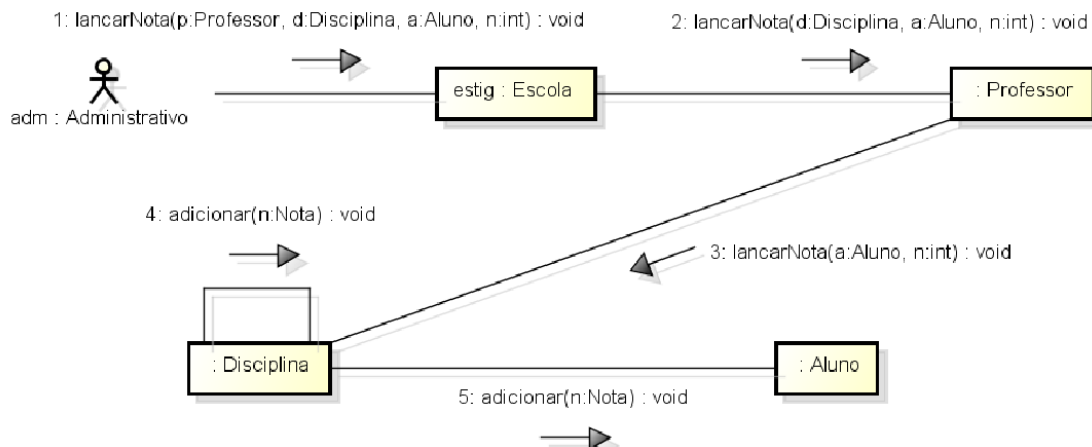 1: lancarNota(p:Professor, d:Disciplina, a:Aluno, n:int) : void
2: lancarNota(d:Disciplina, a:Aluno, n:int) : void
estig : Escola
: Professor
adm : Administrativo
4: adicionar(n:Nota) : void
3: lancarNota(a:Aluno, n:int) : void
: Disciplina
: Aluno
5: adicionar(n:Nota) : void